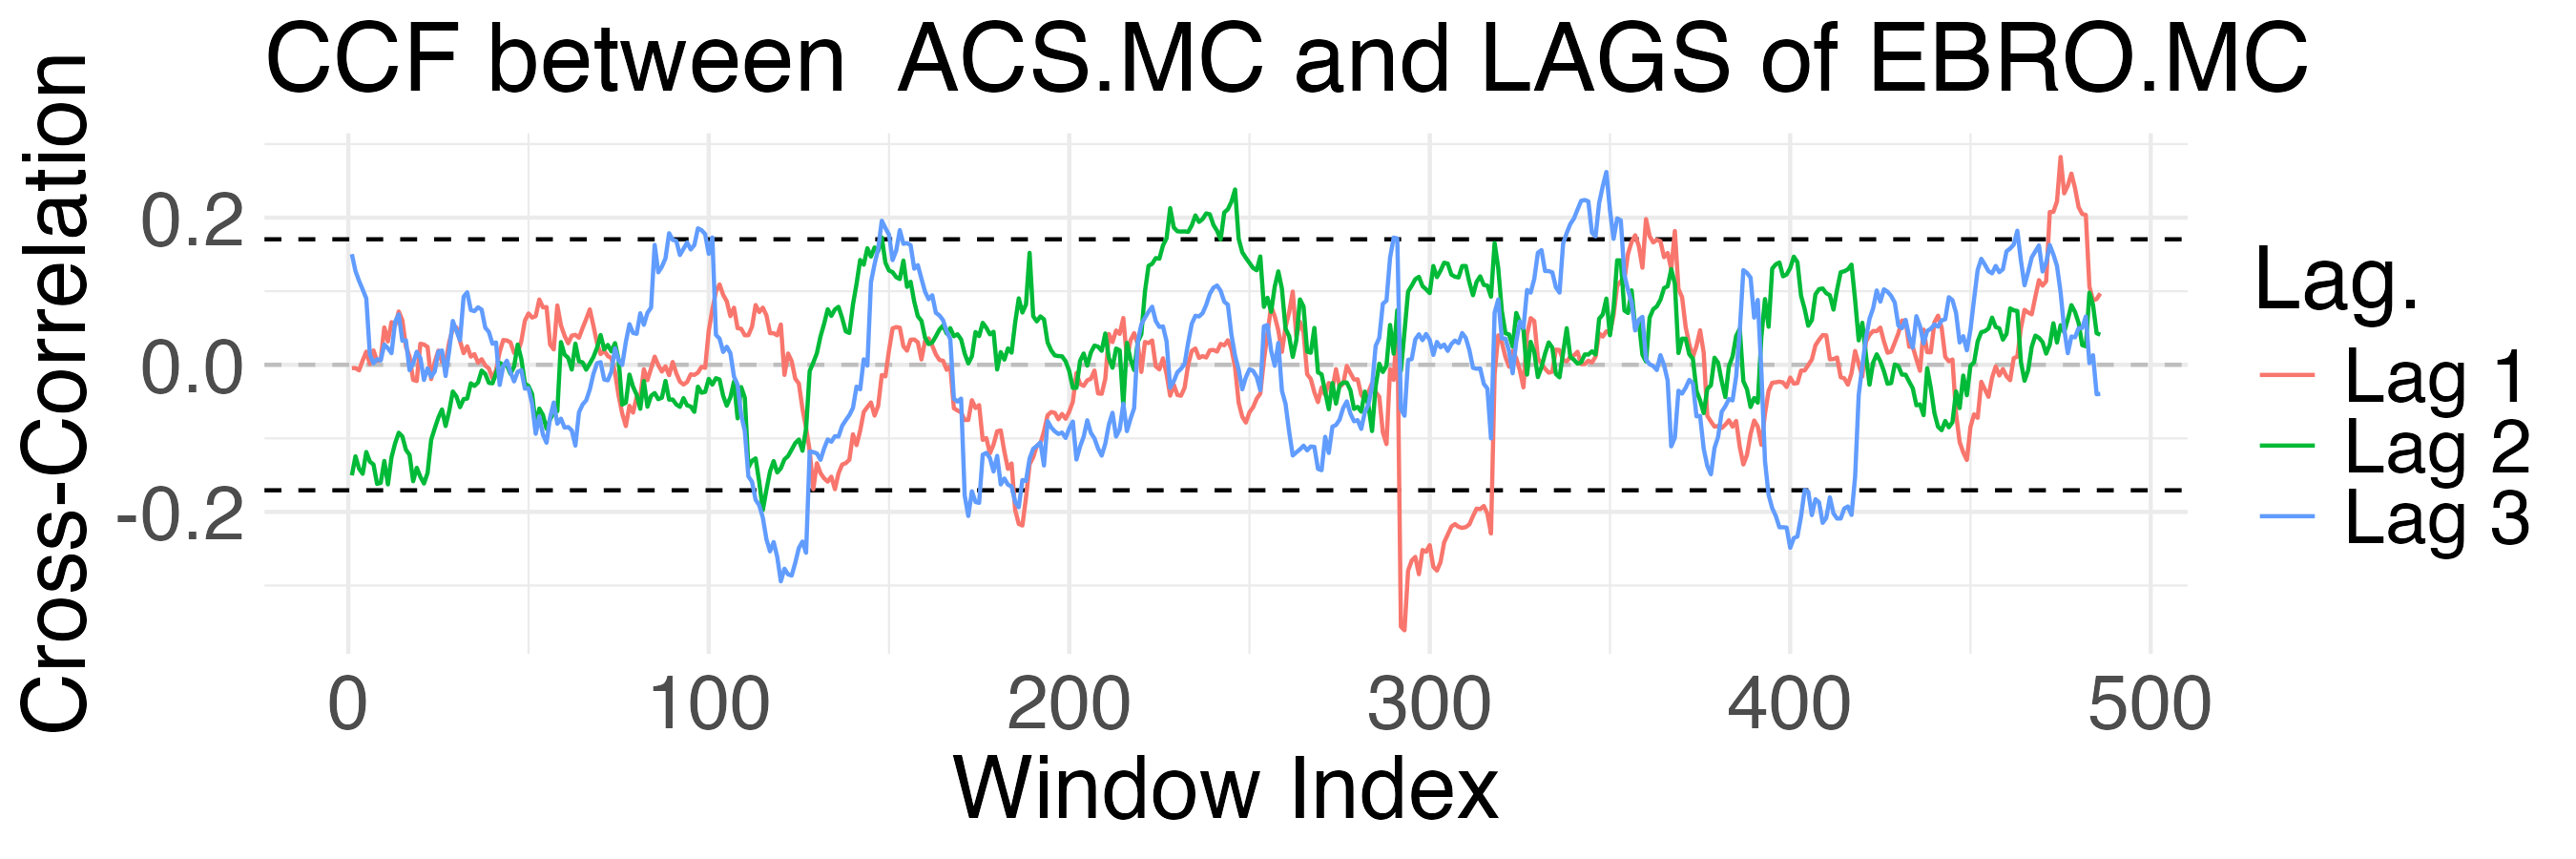 CCF between  ACS.MC and LAGS of EBRO.MC
Cross-Correlation
0.2
0.0
-0.2
0 100 200 300 400 500
Window Index
Lag.
Lag 1
Lag 2
Lag 3